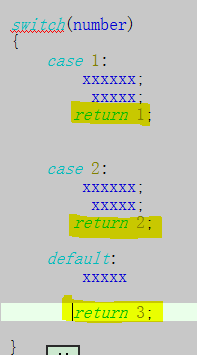 switch(number)
{
case 1:
xxxxxx;
xxxxx;
return 1;
case 2:
xxxxxx;
xxxxx;
return 2;
default:
xxxxx
return 3;
}